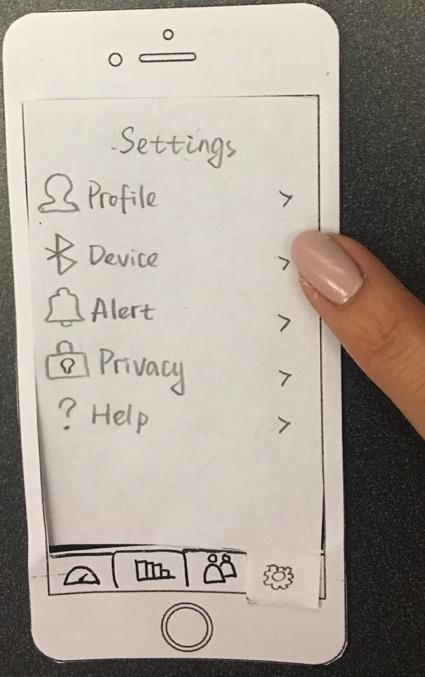 Settings
Profile >
Device >
Alert >
Privacy >
? Help >